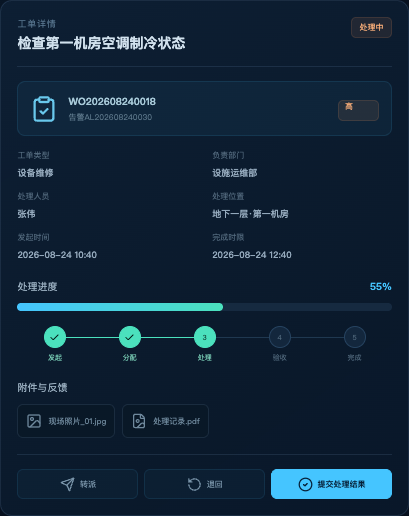 工单详情
检查第一机房空调制冷状态
处理中
WO202608240018
告警AL202608240030
高
工单类型
负责部门
设备维修
设施运维部
处理人员
处理位置
张伟
地下一层·第一机房
发起时间
完成时限
2026-08-24 10:40
2026-08-24 12:40
处理进度
55%
3
4
5
发起
分配
处理
验收
完成
附件与反馈
现场照片_01.jpg
处理记录.pdf
转派
退回
提交处理结果